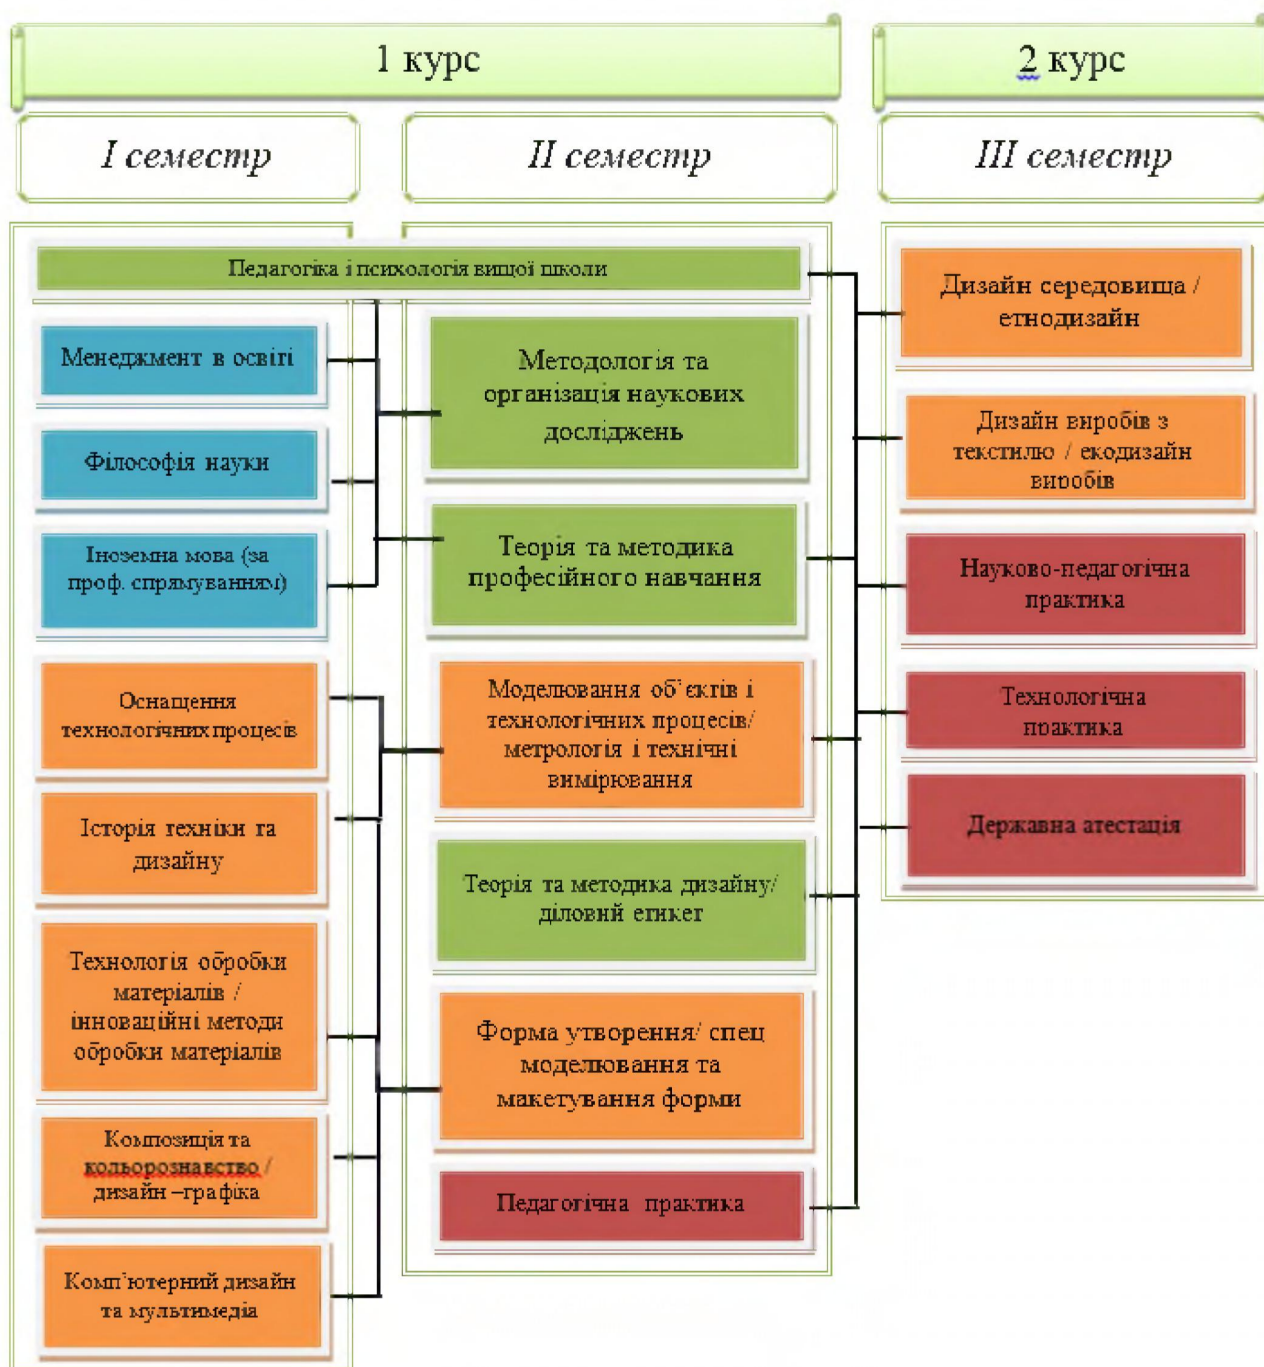 1 курс
2 курс
I семестр
II семестр
III семестр
Педагогіка і психологія вищої школи
Менеджмент в освіті
Філософія науки
Іноземна мова (за
проф. спрямуванням)
Оснащення
технологічних процесів
Історія техніки та
дизайну
Технологія обробки
матеріалів /
інноваційні методи
обробки матеріалів
Композиція та
кольорознавство /
дизайн –графіка
Комп’ютерний дизайн
та мультимедіа
Методологія та
організація наукових
досліджень
Теорія та методика
професійного навчання
Моделювання об’єктів і
технологічних процесів/
метрологія і технічні
вимірювання
Теорія та методика дизайну/
діловий етикет
Форма утворення/ спец
моделювання та
макетування форми
Педагогічна практика
Дизайн середовища /
етнодизайн
Дизайн виробів з
текстилю / екодизайн
виробів
Науково-педагогічна
практика
Технологічна
практика
Державна атестація